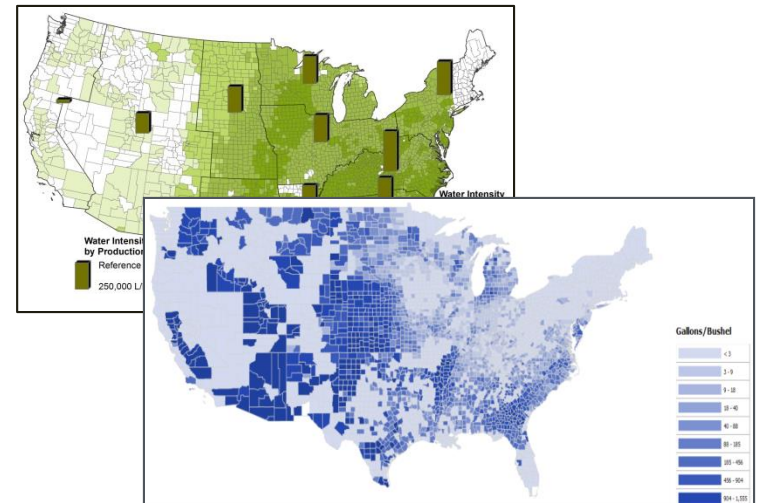 Water Intensity
Water Intensit
by Production
Reference
250,000 L/
Gallons/Bushel
< 3
3 - 9
9 - 18
18 - 40
40 - 88
88 - 185
185 - 456
456 - 904
904 - 1,555